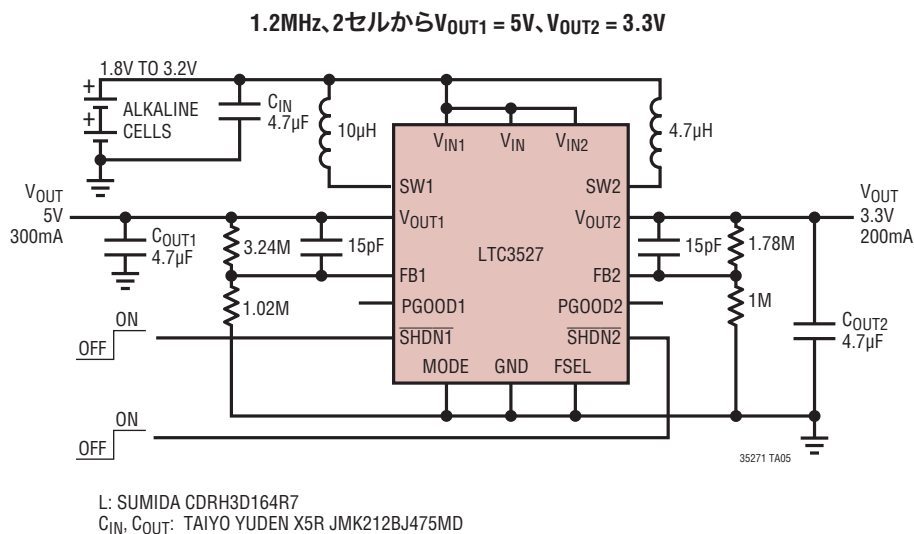 1.2MHz、2セルからVOUT1 = 5V、VOUT2 = 3.3V
1.8V TO 3.2V
+
+
ALKALINE
CELLS
CIN
4.7µF
10µH
4.7µH
VIN1
VIN
VIN2
SW1
SW2
VOUT
5V
300mA
VOUT1
VOUT2
VOUT
3.3V
200mA
COUT1
4.7µF
3.24M
15pF
LTC3527
15pF
1.78M
FB1
FB2
1.02M
PGOOD1
PGOOD2
1M
COUT2
4.7µF
ON
OFF
SHDN1
SHDN2
MODE
GND
FSEL
ON
OFF
35271 TA05
L: SUMIDA CDRH3D164R7
CIN, COUT: TAIYO YUDEN X5R JMK212BJ475MD